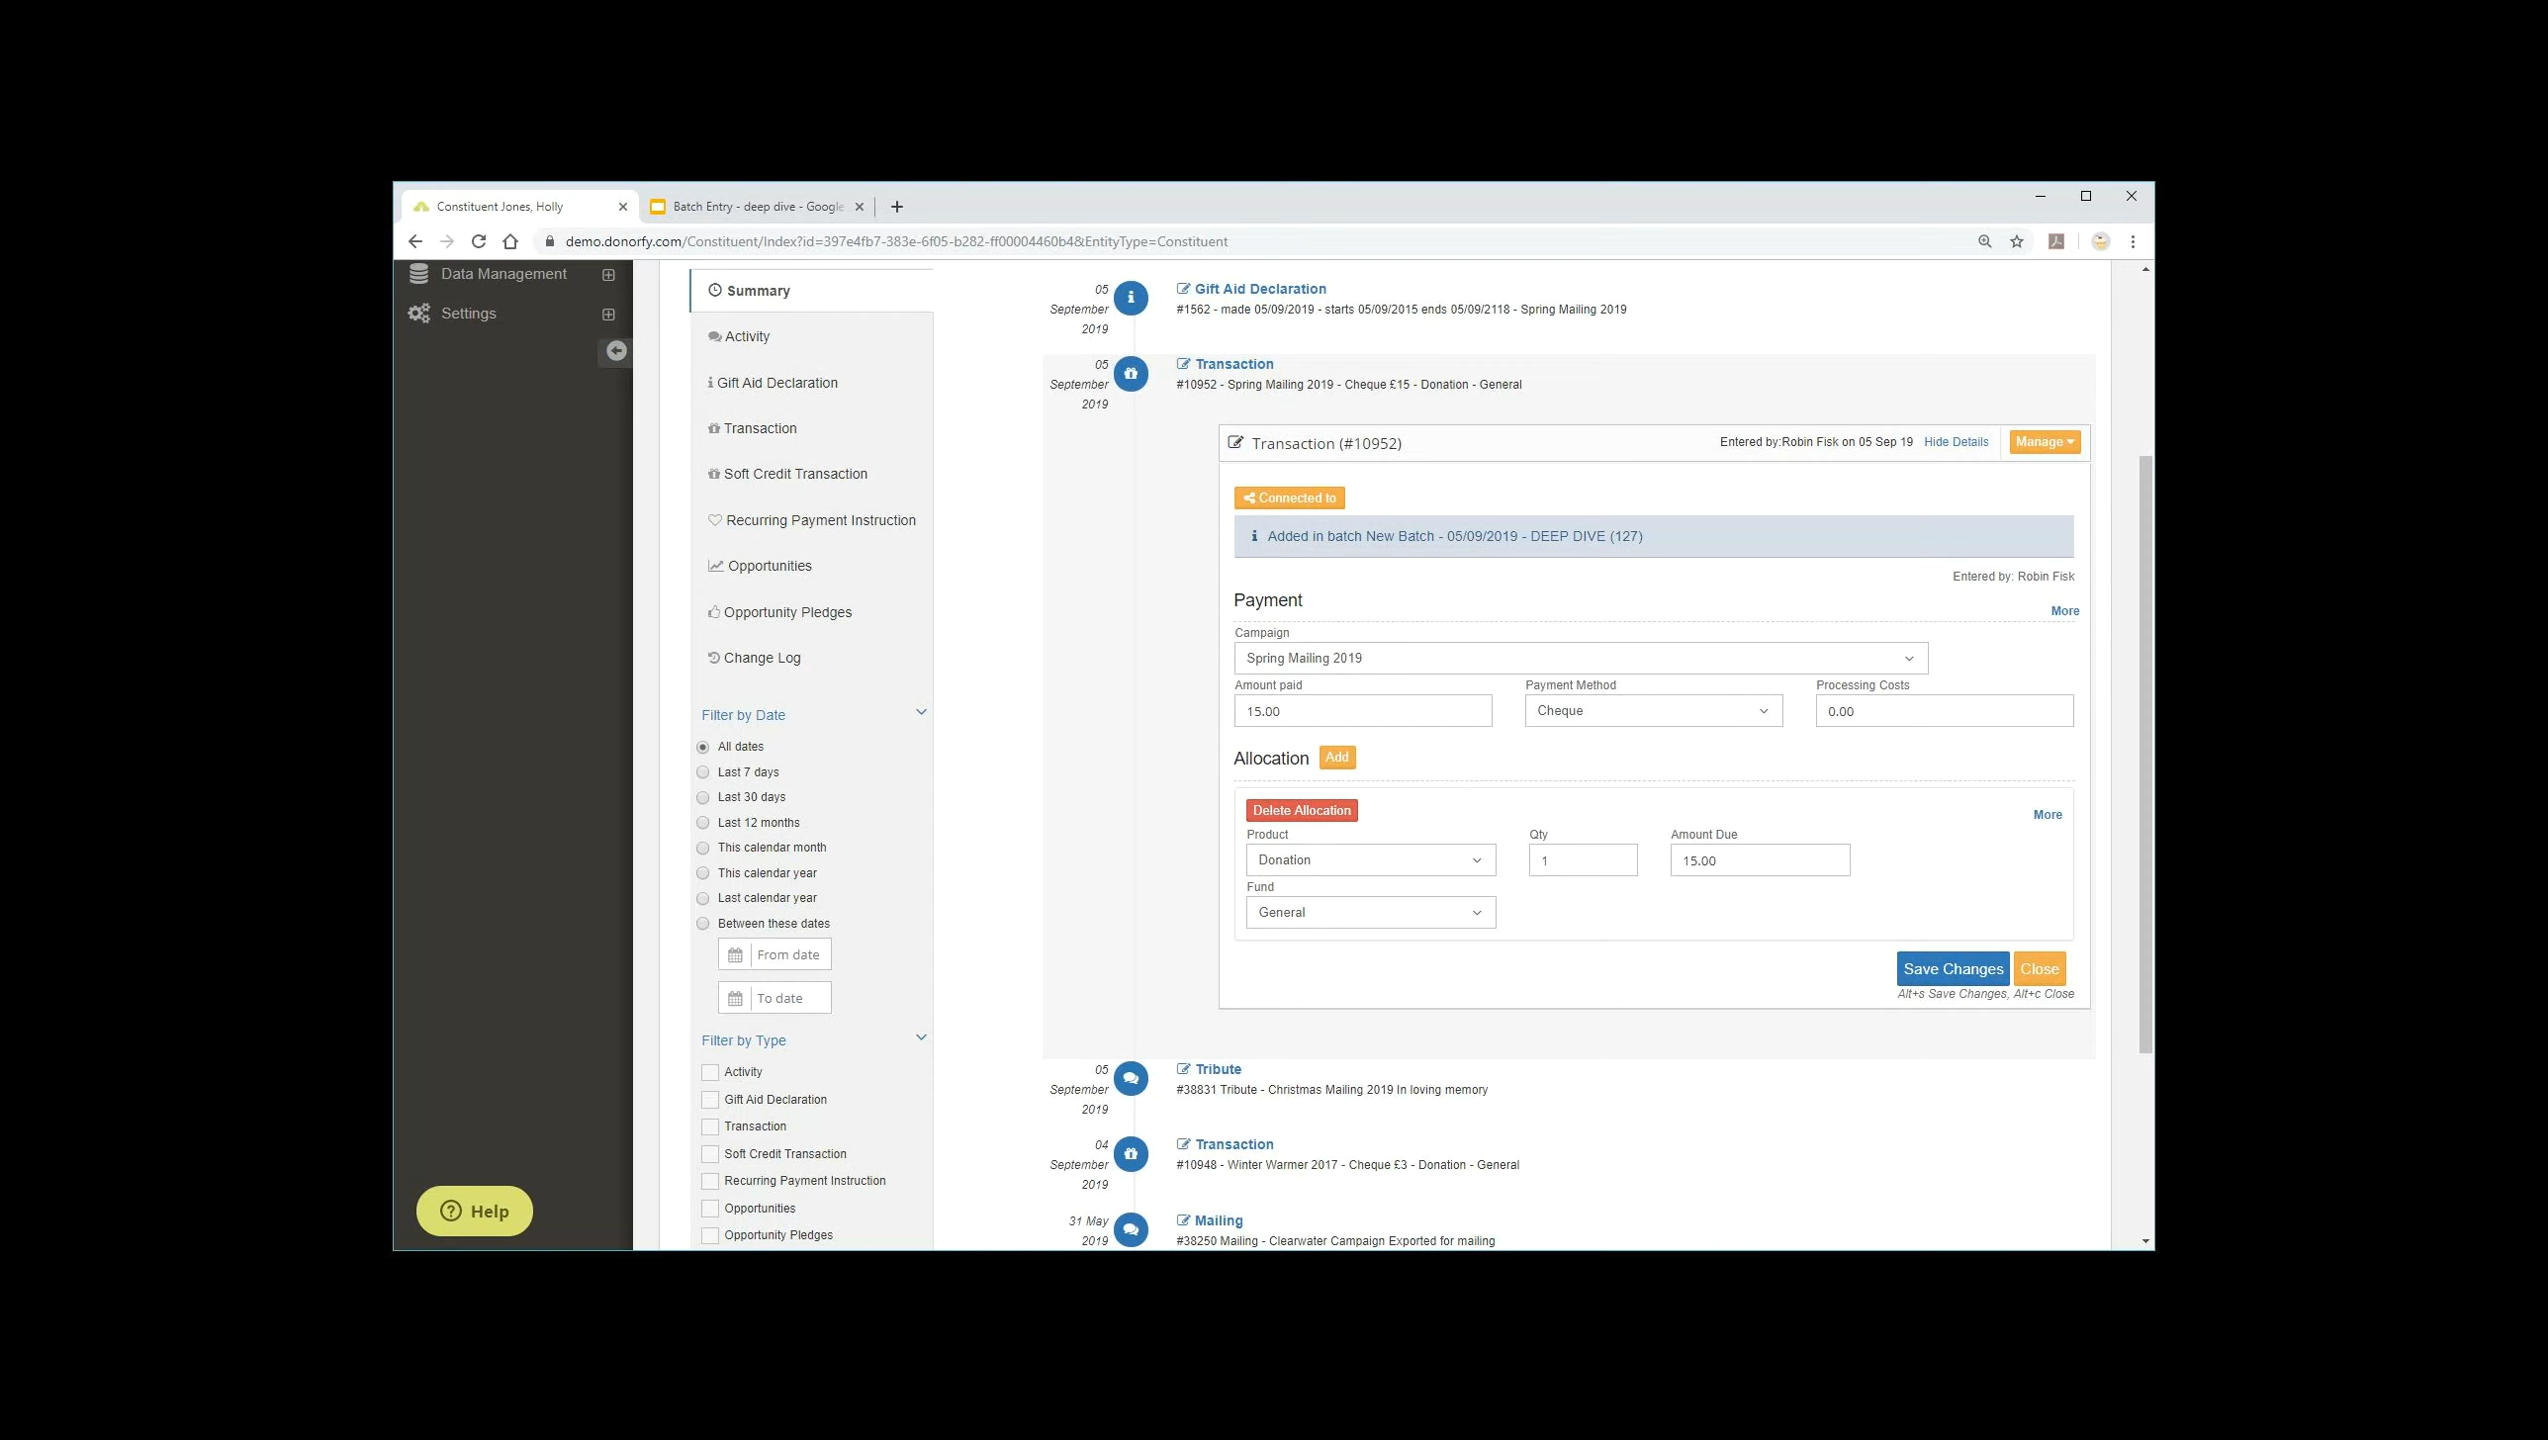 Constituent Jones, Holly
Batch Entry - deep dive - Google
demo.donorfy.com/Constituent/Index?id=397e4fb7-383e-6f05-b282-ff00004460b4&EntityType=Constituent
Data Management
Settings
Summary
Activity
Gift Aid Declaration
Transaction
Soft Credit Transaction
Recurring Payment Instruction
Opportunities
Opportunity Pledges
Change Log
Filter by Date
All dates
Last 7 days
Last 30 days
Last 12 months
This calendar month
This calendar year
Last calendar year
Between these dates
From date
To date
Filter by Type
Activity
Gift Aid Declaration
Transaction
Soft Credit Transaction
Recurring Payment Instruction
Opportunities
Opportunity Pledges
05
September
2019
Gift Aid Declaration
#1562 - made 05/09/2019 - starts 05/09/2015 ends 05/09/2118 - Spring Mailing 2019
05
September
2019
Transaction
#10952 - Spring Mailing 2019 - Cheque £15 - Donation - General
Transaction (#10952)
Entered by:Robin Fisk on 05 Sep 19 Hide Details
Manage
Connected to
Added in batch New Batch - 05/09/2019 - DEEP DIVE (127)
Entered by: Robin Fisk
Payment
More
Campaign
Spring Mailing 2019
Amount paid Payment Method Processing Costs
15.00 Cheque 0.00
Allocation Add
Delete Allocation
More
Product Qty Amount Due
Donation 1 15.00
Fund
General
Save Changes Close
Alt+s Save Changes, Alt+c Close
05
September
2019
Tribute
#38831 Tribute - Christmas Mailing 2019 In loving memory
04
September
2019
Transaction
#10948 - Winter Warmer 2017 - Cheque £3 - Donation - General
31 May
2019
Mailing
#38250 Mailing - Clearwater Campaign Exported for mailing
Help